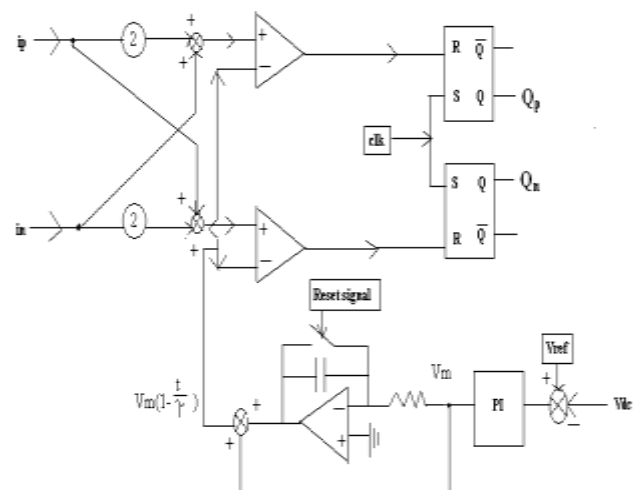 ip
2
+
+
+
−
R Q̅
S Q
Qp
clk
S Q
Qn
R Q̅
in
2
+
+
+
+
−
Reset signal
Vm(1-t/γ)
+
+
−
+
Vm
PI
Vref
+
−
Vdc